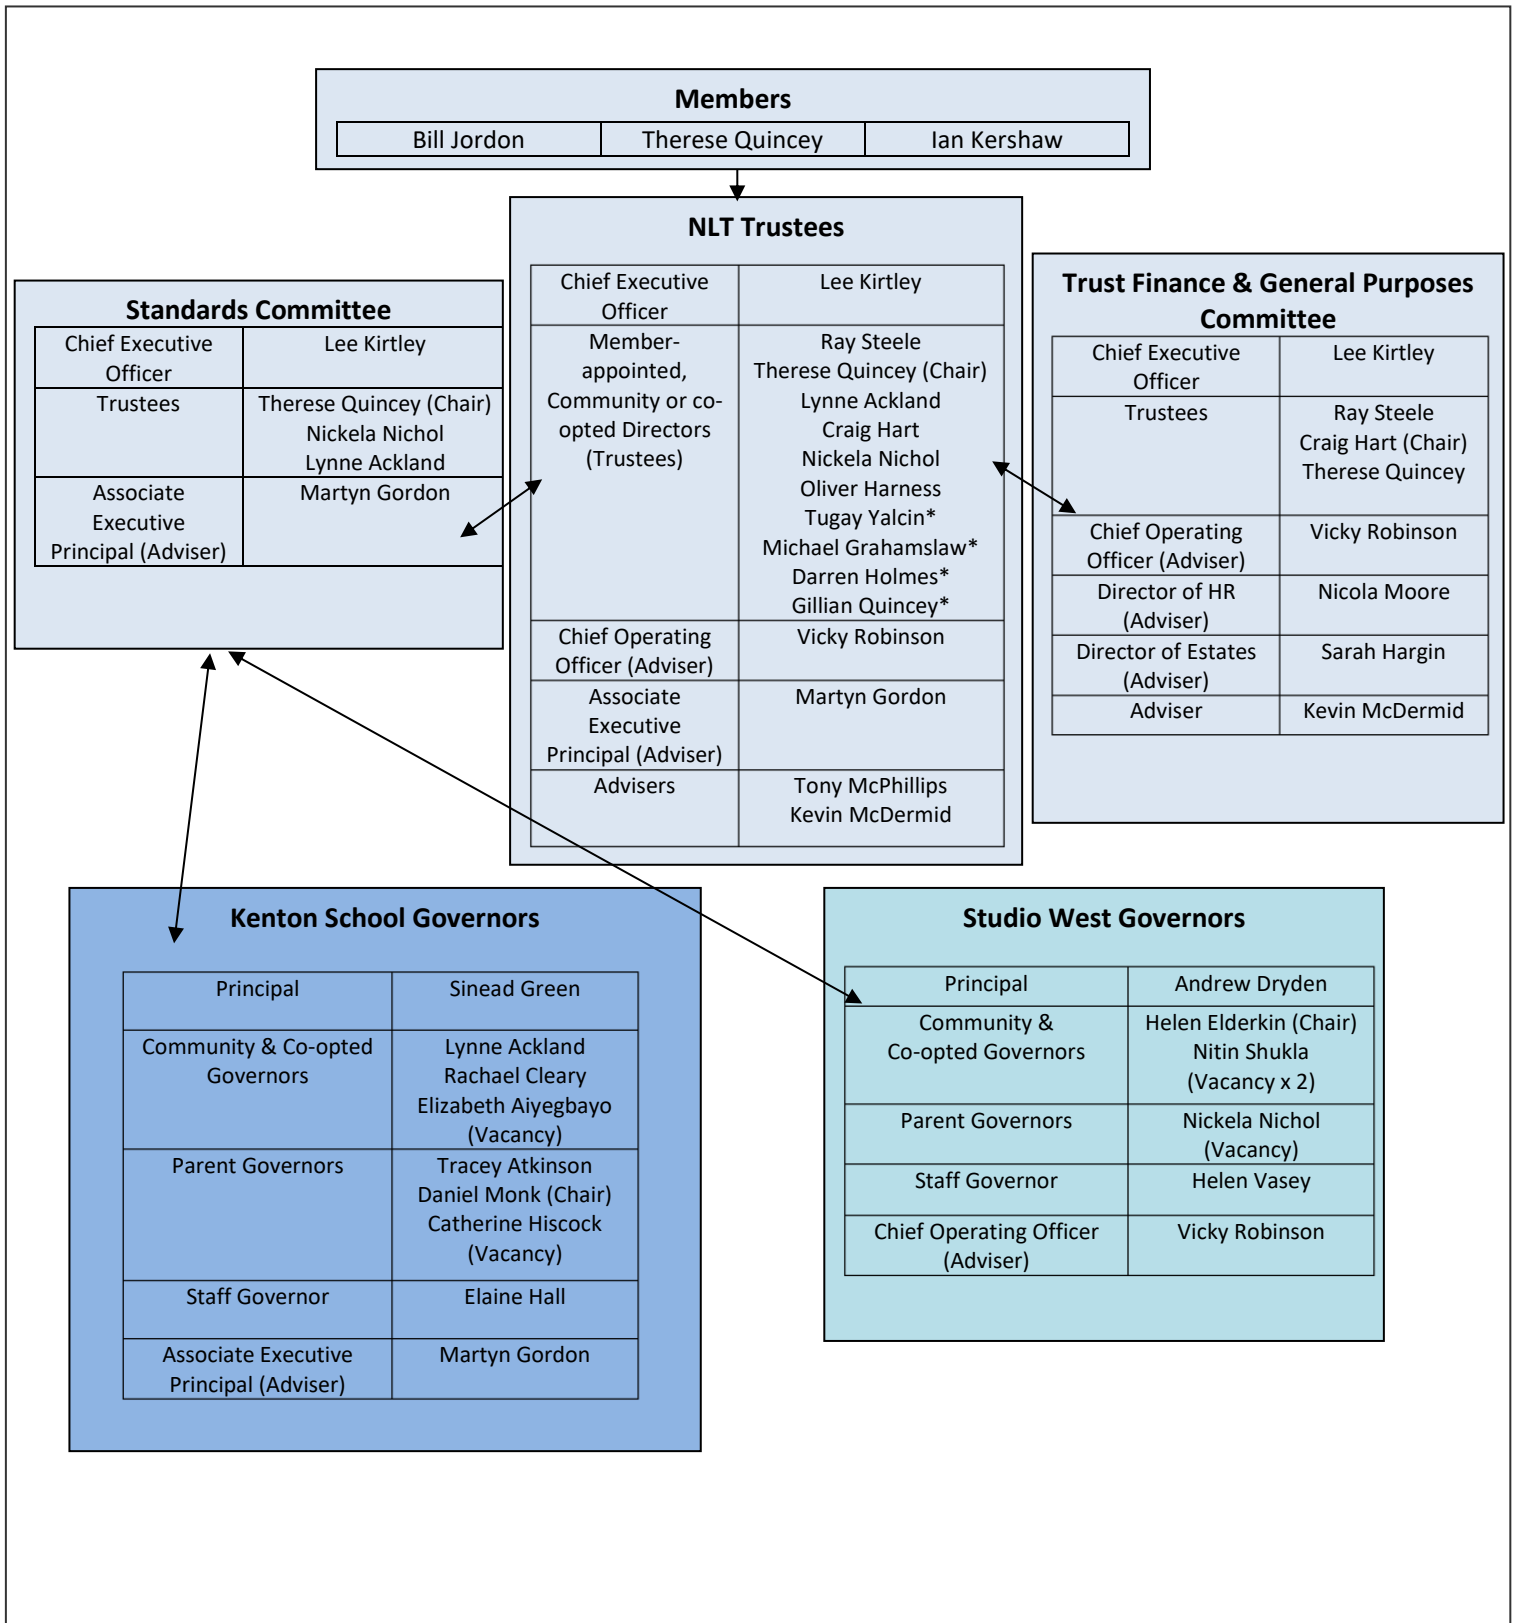 Members
Bill Jordon
Therese Quincey
Ian Kershaw
NLT Trustees
Chief Executive
Officer
Lee Kirtley
Member-
appointed,
Community or co-
opted Directors
(Trustees)
Ray Steele
Therese Quincey (Chair)
Lynne Ackland
Craig Hart
Nickela Nichol
Oliver Harness
Tugay Yalcin*
Michael Grahamslaw*
Darren Holmes*
Gillian Quincey*
Chief Operating
Officer (Adviser)
Vicky Robinson
Associate
Executive
Principal (Adviser)
Martyn Gordon
Advisers
Tony McPhillips
Kevin McDermid
Standards Committee
Chief Executive
Officer
Lee Kirtley
Trustees
Therese Quincey (Chair)
Nickela Nichol
Lynne Ackland
Associate
Executive
Principal (Adviser)
Martyn Gordon
Trust Finance & General Purposes
Committee
Chief Executive
Officer
Lee Kirtley
Trustees
Ray Steele
Craig Hart (Chair)
Therese Quincey
Chief Operating
Officer (Adviser)
Vicky Robinson
Director of HR
(Adviser)
Nicola Moore
Director of Estates
(Adviser)
Sarah Hargin
Adviser
Kevin McDermid
Kenton School Governors
Principal
Sinead Green
Community & Co-opted
Governors
Lynne Ackland
Rachael Cleary
Elizabeth Aiyegbayo
(Vacancy)
Parent Governors
Tracey Atkinson
Daniel Monk (Chair)
Catherine Hiscock
(Vacancy)
Staff Governor
Elaine Hall
Associate Executive
Principal (Adviser)
Martyn Gordon
Studio West Governors
Principal
Andrew Dryden
Community &
Co-opted Governors
Helen Elderkin (Chair)
Nitin Shukla
(Vacancy x 2)
Parent Governors
Nickela Nichol
(Vacancy)
Staff Governor
Helen Vasey
Chief Operating Officer
(Adviser)
Vicky Robinson